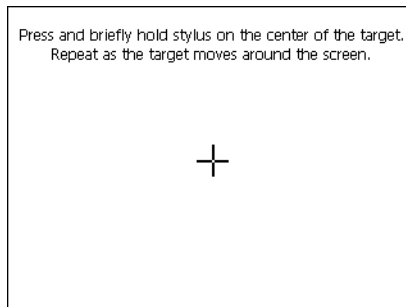 Press and briefly hold stylus on the center of the target.
Repeat as the target moves around the screen.